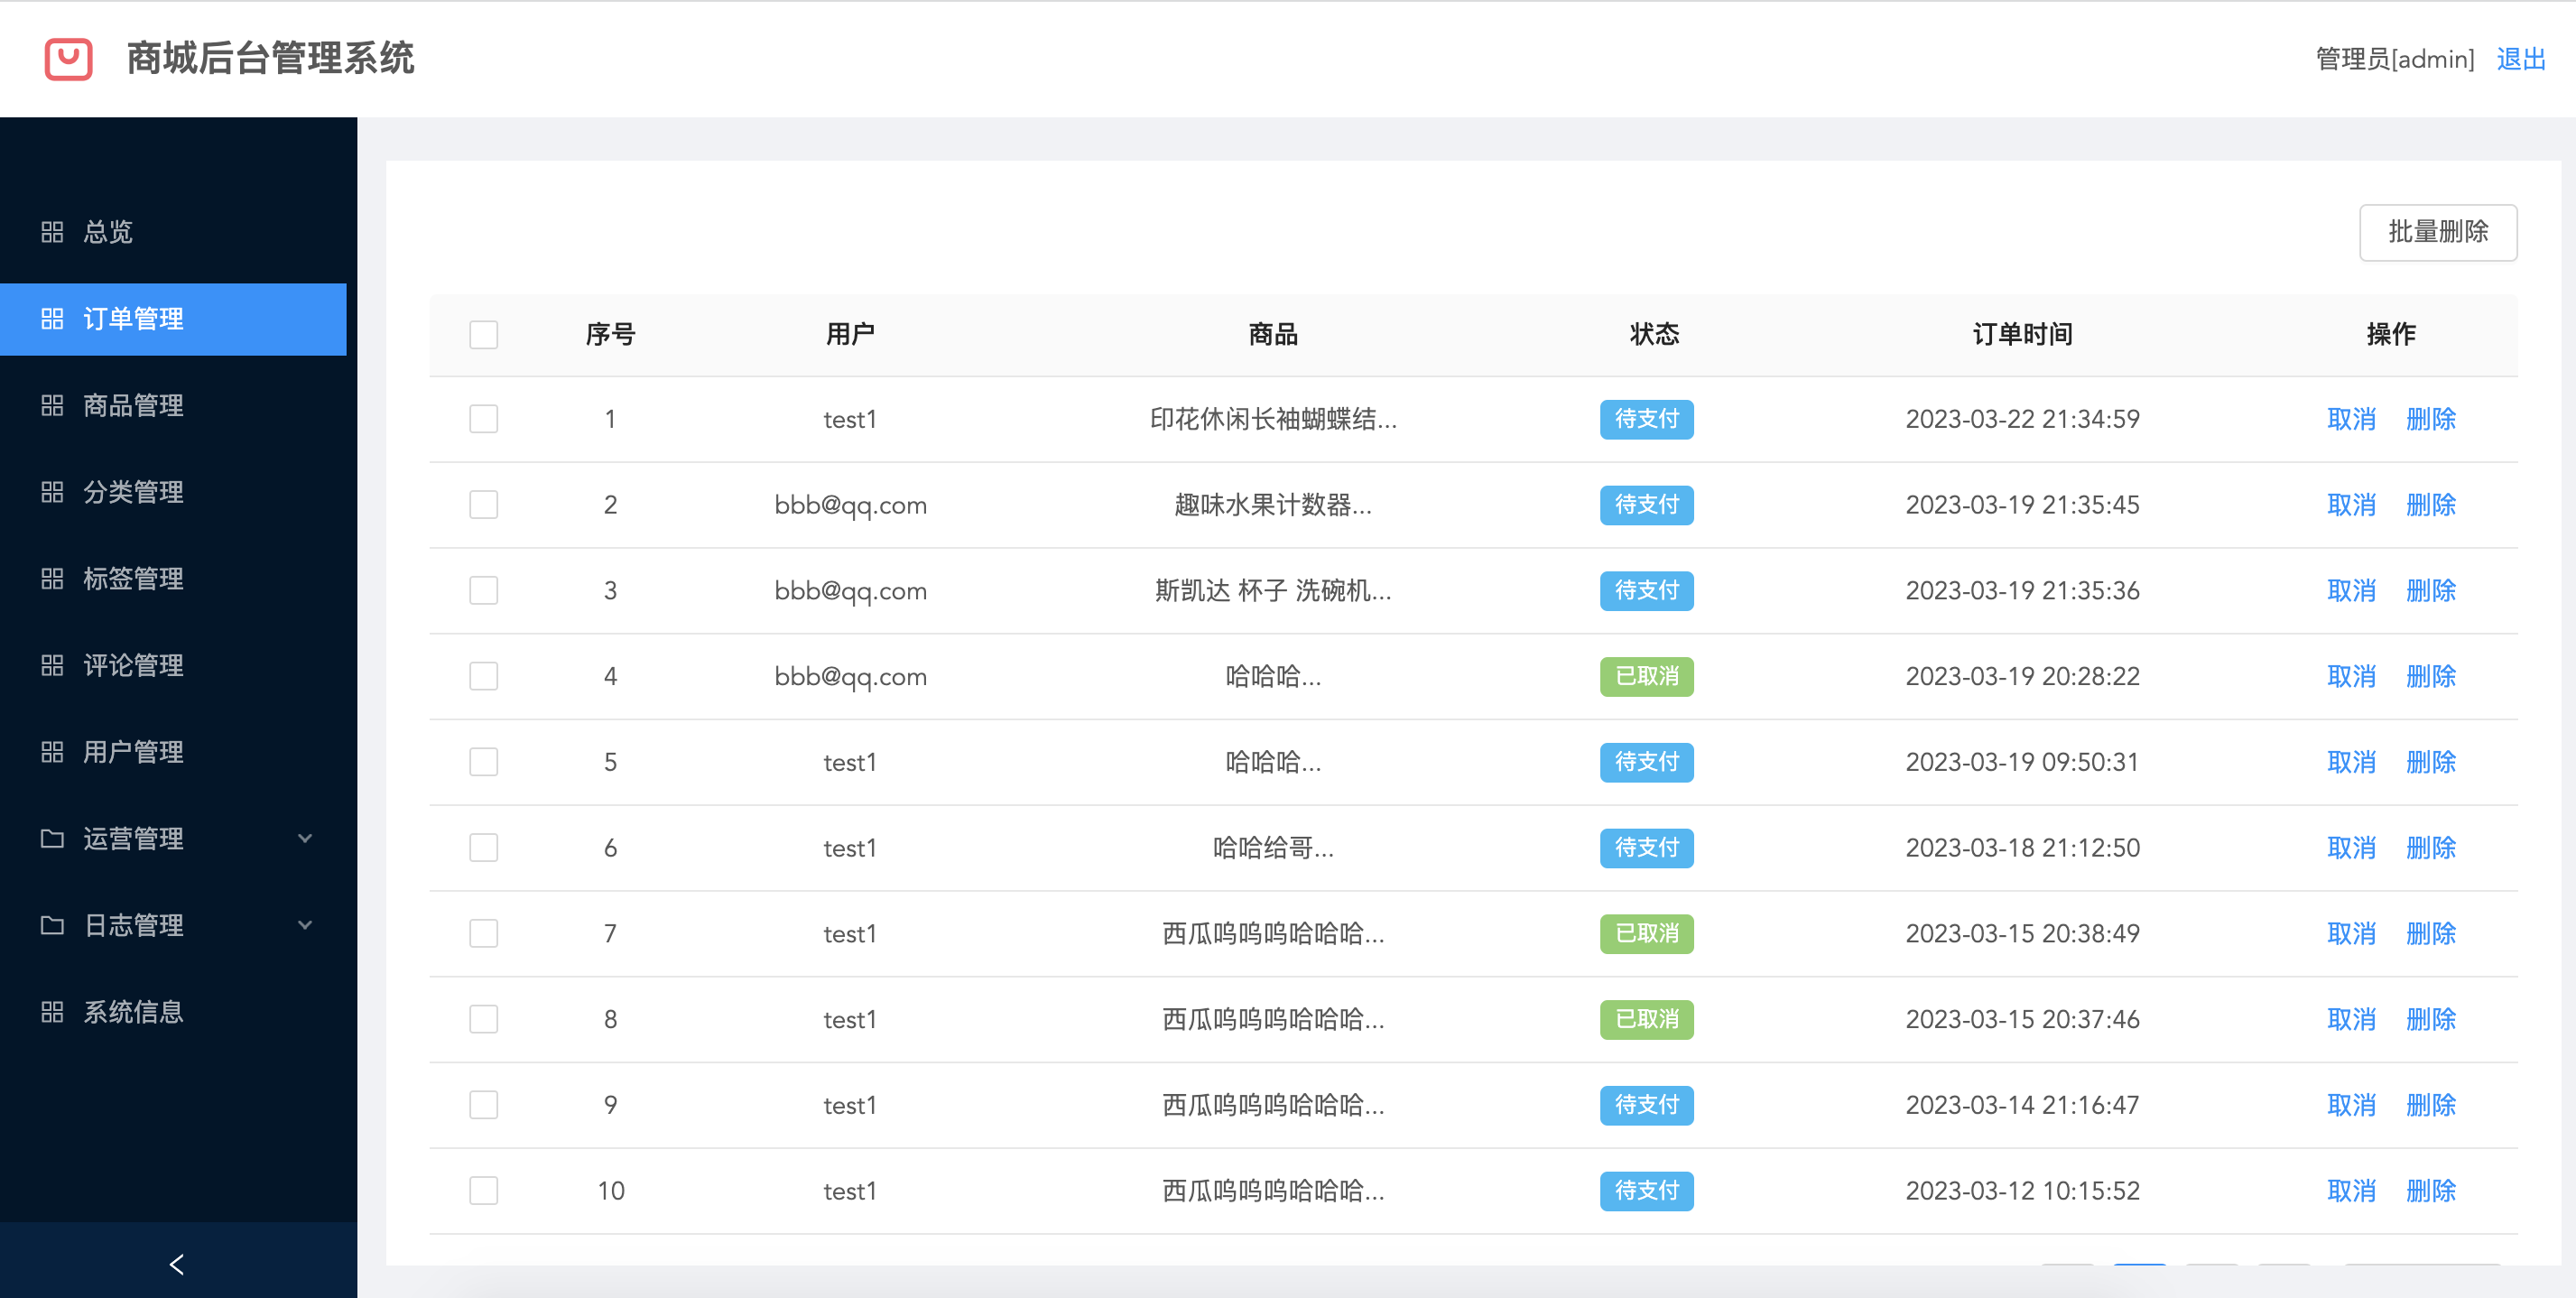 商城后台管理系统
管理员[admin] 退出
总览
订单管理
商品管理
分类管理
标签管理
评论管理
用户管理
运营管理
日志管理
系统信息
批量删除
序号 用户 商品 状态 订单时间 操作
1 test1 印花休闲长袖蝴蝶结... 待支付 2023-03-22 21:34:59 取消 删除
2 bbb@qq.com 趣味水果计数器... 待支付 2023-03-19 21:35:45 取消 删除
3 bbb@qq.com 斯凯达 杯子 洗碗机... 待支付 2023-03-19 21:35:36 取消 删除
4 bbb@qq.com 哈哈哈... 已取消 2023-03-19 20:28:22 取消 删除
5 test1 哈哈哈... 待支付 2023-03-19 09:50:31 取消 删除
6 test1 哈哈给哥... 待支付 2023-03-18 21:12:50 取消 删除
7 test1 西瓜呜呜呜哈哈哈... 已取消 2023-03-15 20:38:49 取消 删除
8 test1 西瓜呜呜呜哈哈哈... 已取消 2023-03-15 20:37:46 取消 删除
9 test1 西瓜呜呜呜哈哈哈... 待支付 2023-03-14 21:16:47 取消 删除
10 test1 西瓜呜呜呜哈哈哈... 待支付 2023-03-12 10:15:52 取消 删除